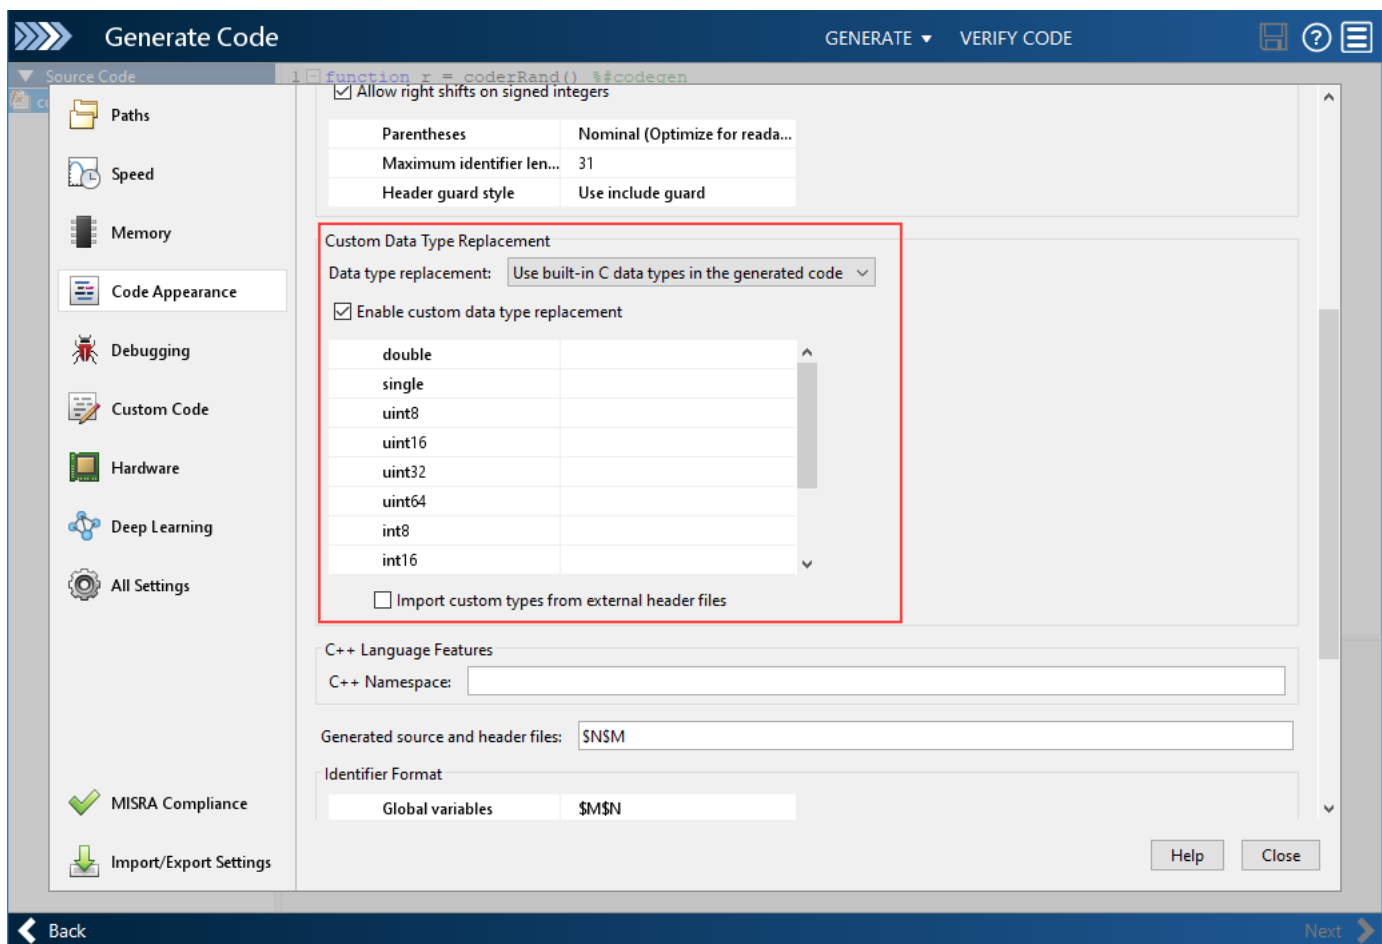 Generate Code
GENERATE
VERIFY CODE
Source Code
1 function r = coderRand() %#codegen
Paths
Speed
Memory
Code Appearance
Debugging
Custom Code
Hardware
Deep Learning
All Settings
MISRA Compliance
Import/Export Settings
Allow right shifts on signed integers
Parentheses Nominal (Optimize for reada...
Maximum identifier len... 31
Header guard style Use include guard
Custom Data Type Replacement
Data type replacement: Use built-in C data types in the generated code
Enable custom data type replacement
double
single
uint8
uint16
uint32
uint64
int8
int16
Import custom types from external header files
C++ Language Features
C++ Namespace:
Generated source and header files: $N$M
Identifier Format
Global variables $M$N
Help
Close
Back
Next